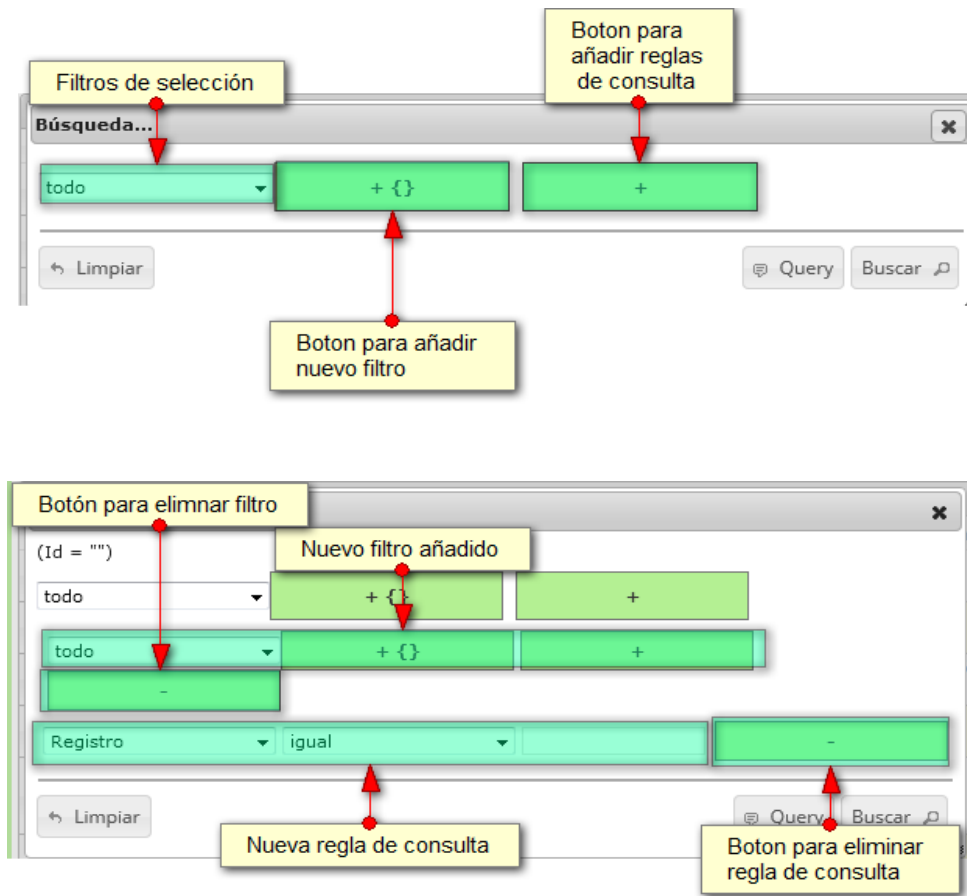 Boton para
añadir reglas
de consulta
Filtros de selección
Búsqueda...
todo + {} +
Limpiar Query Buscar
Boton para añadir
nuevo filtro
Botón para elimnar filtro
(Id = "") Nuevo filtro añadido
todo + {} +
todo + {} +
-
Registro igual -
Limpiar Query Buscar
Nueva regla de consulta
Boton para eliminar
regla de consulta